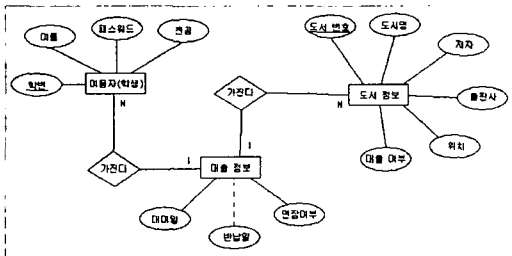 이름
패스워드
전공
학번
이용자(학생)
N
가진다
1
대출 정보
대여일
반납일
연장여부
가진다
1
N
도서 번호
도서명
저자
도서 정보
출판사
위치
대출 여부